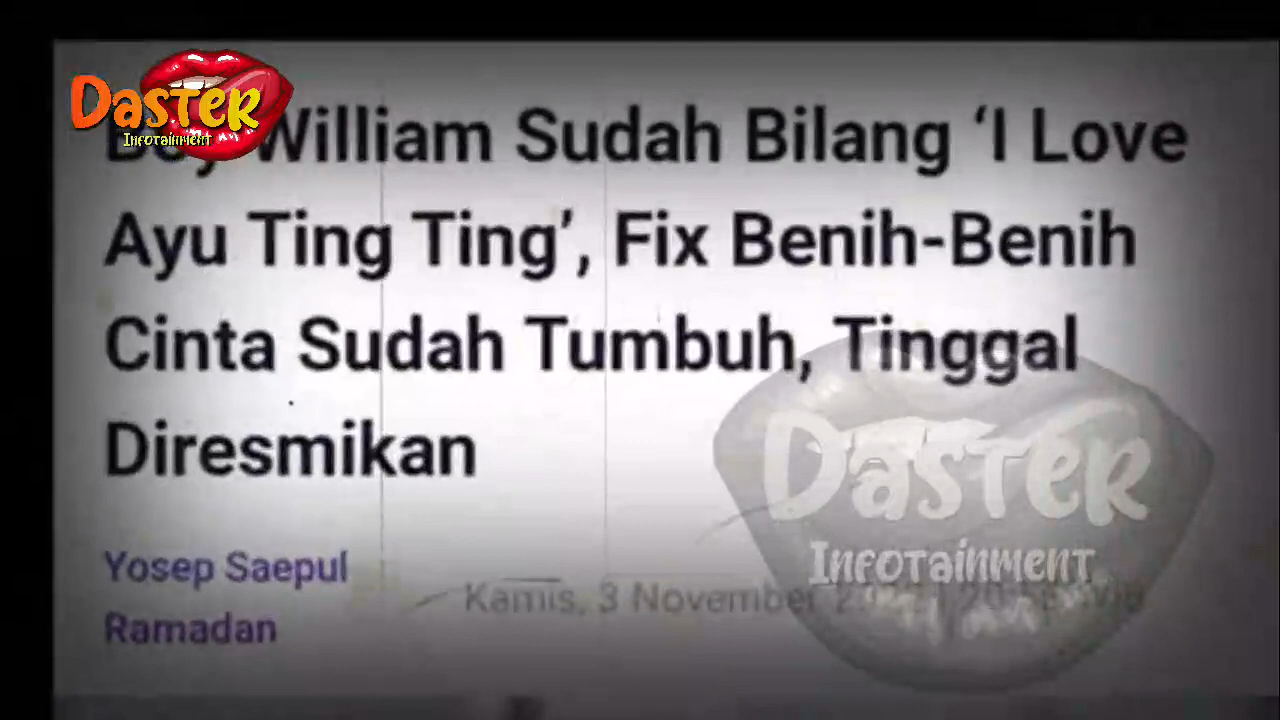 DASTER
INFOTAINMENT
William Sudah Bilang ‘I Love
Ayu Ting Ting’, Fix Benih-Benih
Cinta Sudah Tumbuh, Tinggal
Diresmikan
DASTER
INFOTAINMENT
Yosep Saepul
Ramadan
Kamis, 3 November